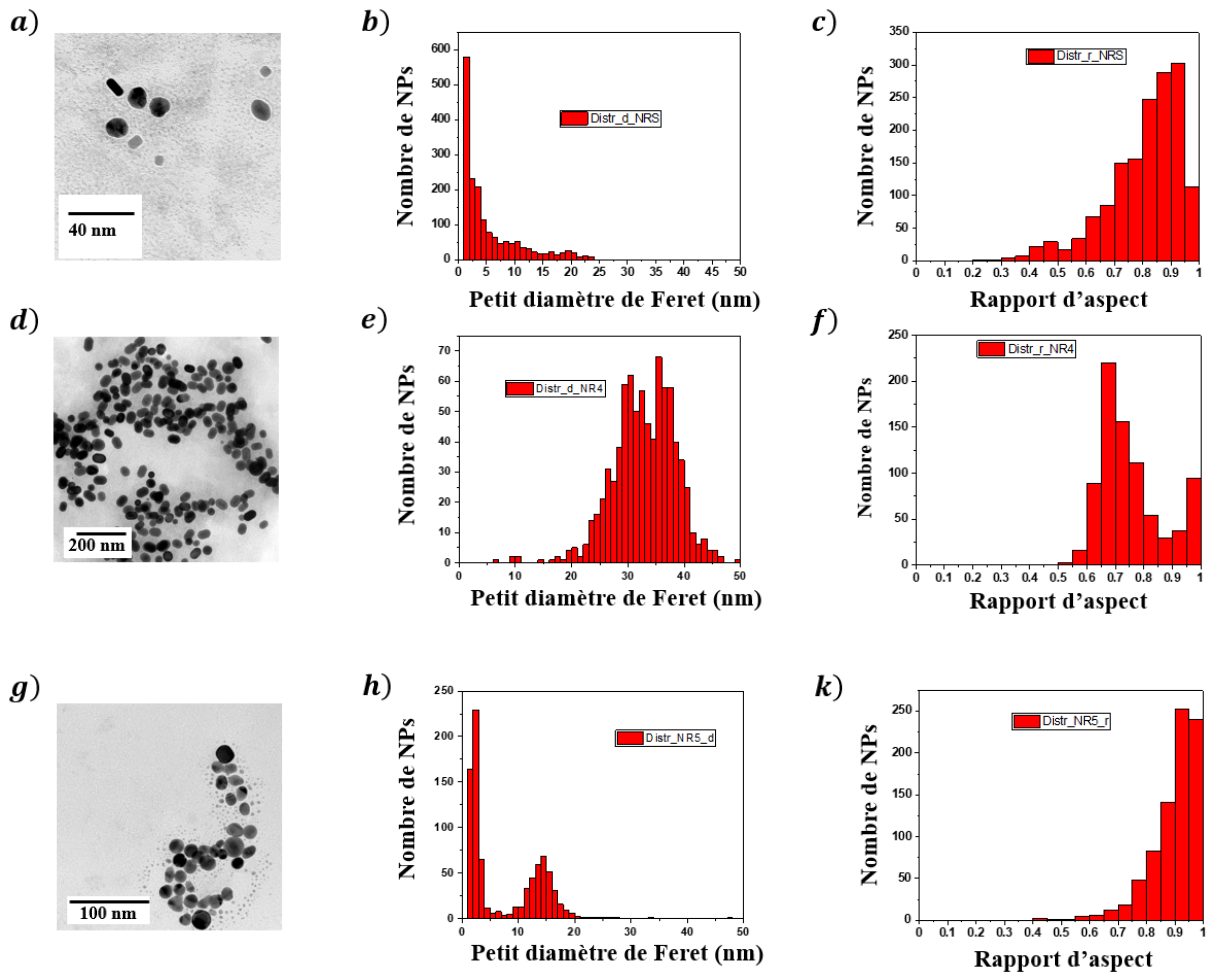 a)
40 nm
b)
Nombre de NPs
600
500
400
300
200
100
0
Distr_d_NRS
0 5 10 15 20 25 30 35 40 45 50
Petit diamètre de Feret (nm)
c)
Nombre de NPs
350
300
250
200
150
100
50
0
Distr_r_NRS
0 0.1 0.2 0.3 0.4 0.5 0.6 0.7 0.8 0.9 1
Rapport d’aspect
d)
200 nm
e)
Nombre de NPs
70
60
50
40
30
20
10
0
Distr_d_NR4
0 10 20 30 40 50
Petit diamètre de Feret (nm)
f)
Nombre de NPs
250
200
150
100
50
0
Distr_r_NR4
0 0.1 0.2 0.3 0.4 0.5 0.6 0.7 0.8 0.9 1
Rapport d’aspect
g)
100 nm
h)
Nombre de NPs
250
200
150
100
50
0
Distr_NR5_d
0 10 20 30 40 50
Petit diamètre de Feret (nm)
k)
Nombre de NPs
250
200
150
100
50
0
Distr_NR5_r
0 0.1 0.2 0.3 0.4 0.5 0.6 0.7 0.8 0.9 1
Rapport d’aspect